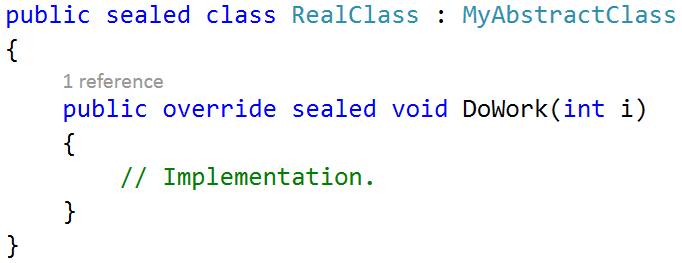 public sealed class RealClass : MyAbstractClass
{
1 reference
public override sealed void DoWork(int i)
{
// Implementation.
}
}